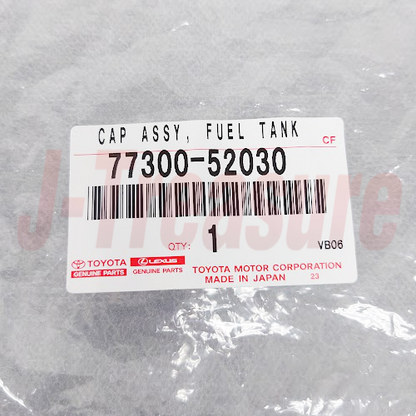 CAP ASSY, FUEL TANK
CF
77300-52030
QTY: 1
VB06
TOYOTA
GENUINE PARTS
LEXUS
GENUINE PARTS
TOYOTA MOTOR CORPORATION
MADE IN JAPAN 23
J-Treasure